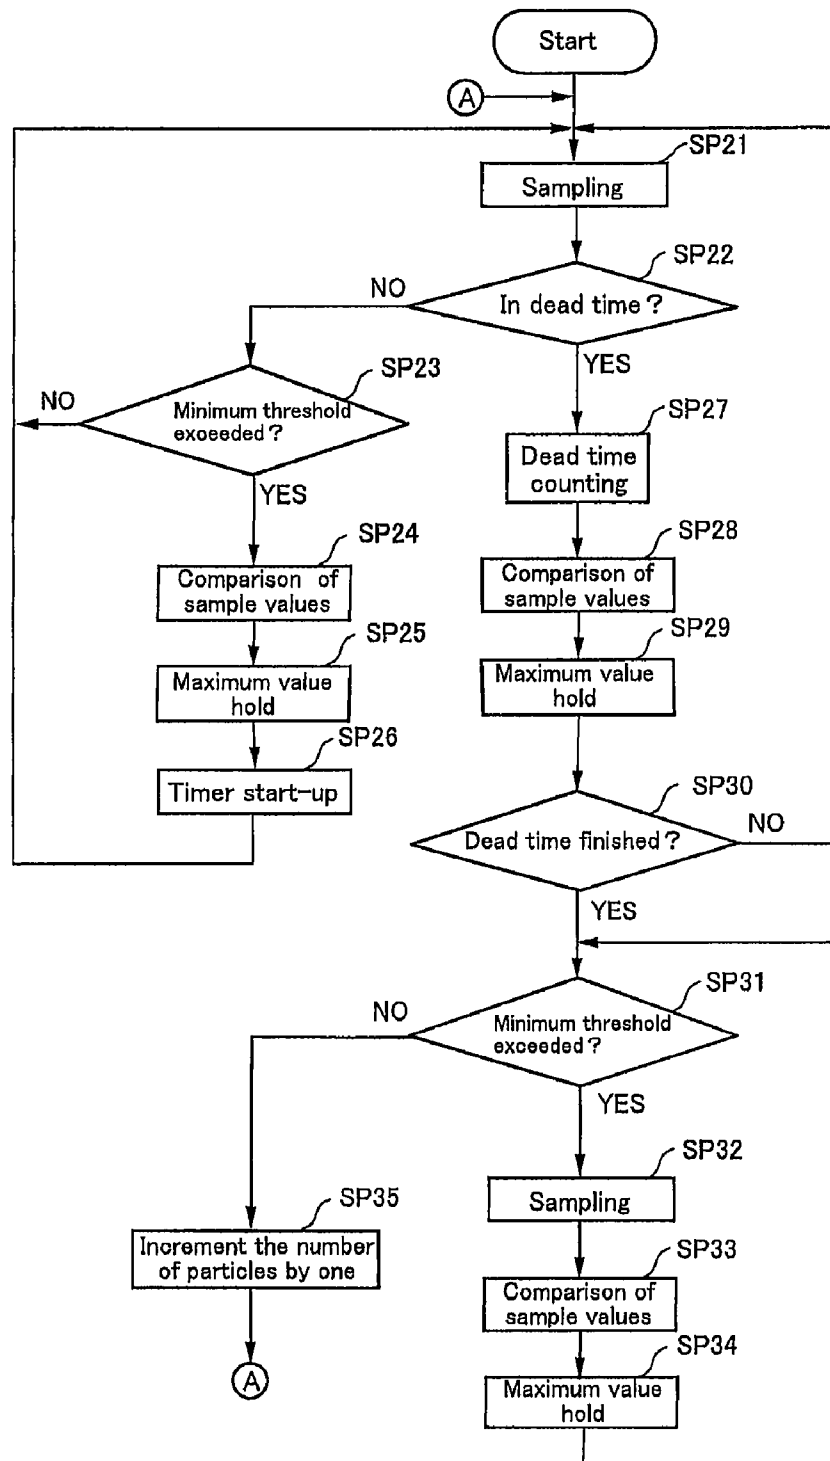 Start
A
SP21
Sampling
SP22
In dead time?
NO
YES
SP23
Minimum threshold
exceeded?
NO
YES
SP27
Dead time
counting
SP24
Comparison of
sample values
SP28
Comparison of
sample values
SP25
Maximum value
hold
SP29
Maximum value
hold
SP26
Timer start-up
SP30
Dead time finished?
NO
YES
SP31
Minimum threshold
exceeded?
NO
YES
SP32
Sampling
SP35
Increment the number
of particles by one
SP33
Comparison of
sample values
A
SP34
Maximum value
hold